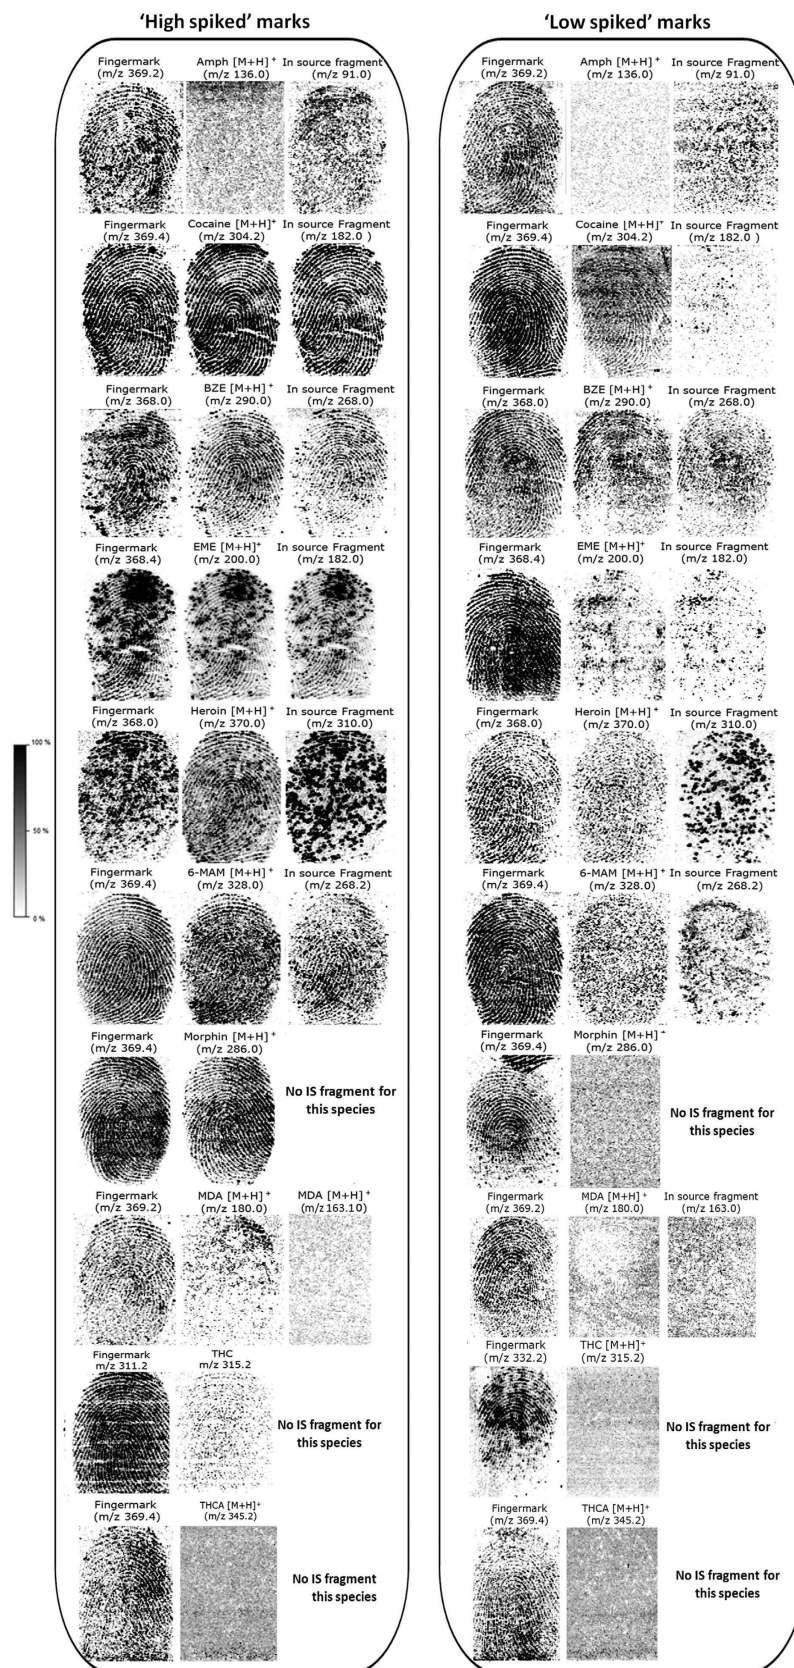 'High spiked' marks
'Low spiked' marks
Fingermark
(m/z 369.2)
Amph [M+H]+
(m/z 136.0)
In source fragment
(m/z 91.0)
Fingermark
(m/z 369.2)
Amph [M+H]+
(m/z 136.0)
In source fragment
(m/z 91.0)
Fingermark
(m/z 369.4)
Cocaine [M+H]+
(m/z 304.2)
In source Fragment
(m/z 182.0 )
Fingermark
(m/z 369.4)
Cocaine [M+H]+
(m/z 304.2)
In source Fragment
(m/z 182.0 )
Fingermark
(m/z 368.0)
BZE [M+H]+
(m/z 290.0)
In source Fragment
(m/z 268.0)
Fingermark
(m/z 368.0)
BZE [M+H]+
(m/z 290.0)
In source Fragment
(m/z 268.0)
Fingermark
(m/z 368.4)
EME [M+H]+
(m/z 200.0)
In source Fragment
(m/z 182.0)
Fingermark
(m/z 368.4)
EME [M+H]+
(m/z 200.0)
In source Fragment
(m/z 182.0)
Fingermark
(m/z 368.0)
Heroin [M+H]+
(m/z 370.0)
In source Fragment
(m/z 310.0)
Fingermark
(m/z 368.0)
Heroin [M+H]+
(m/z 370.0)
In source Fragment
(m/z 310.0)
100 %
50 %
0 %
Fingermark
(m/z 369.4)
6-MAM [M+H]+
(m/z 328.0)
In source Fragment
(m/z 268.2)
Fingermark
(m/z 369.4)
6-MAM [M+H]+
(m/z 328.0)
In source Fragment
(m/z 268.2)
Fingermark
(m/z 369.4)
Morphin [M+H]+
(m/z 286.0)
No IS fragment for
this species
Fingermark
(m/z 369.4)
Morphin [M+H]+
(m/z 286.0)
No IS fragment for
this species
Fingermark
(m/z 369.2)
MDA [M+H]+
(m/z 180.0)
MDA [M+H]+
(m/z 163.10)
Fingermark
(m/z 369.2)
MDA [M+H]+
(m/z 180.0)
In source fragment
(m/z 163.0)
Fingermark
m/z 311.2
THC
m/z 315.2
No IS fragment for
this species
Fingermark
(m/z 332.2)
THC [M+H]+
(m/z 315.2)
No IS fragment for
this species
Fingermark
(m/z 369.4)
THCA [M+H]+
(m/z 345.2)
No IS fragment
this species
Fingermark
(m/z 369.4)
THCA [M+H]+
(m/z 345.2)
No IS fragment for
this species